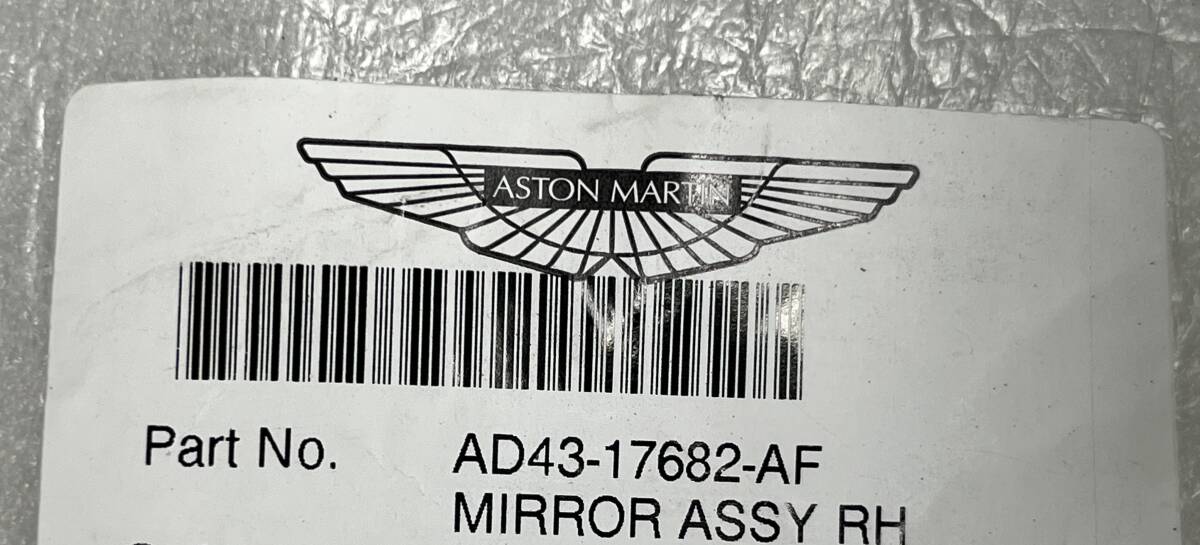 ASTON MARTIN
Part No. AD43-17682-AF
MIRROR ASSY RH